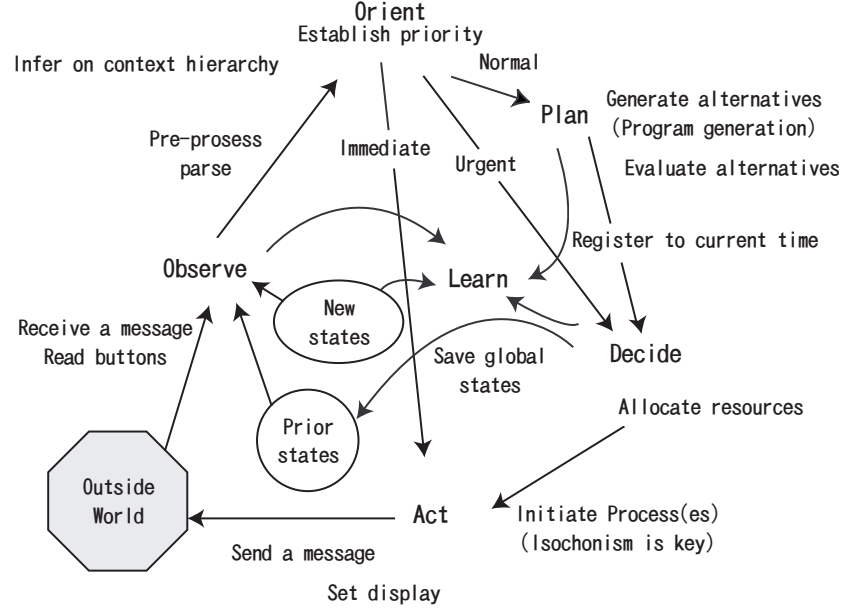 Orient
Establish priority
Infer on context hierarchy
Normal
Generate alternatives
Plan
(Program generation)
Pre-prosess
parse
Immediate
Urgent
Evaluate alternatives
Register to current time
Observe
Learn
New
states
Receive a message
Read buttons
Save global
states
Decide
Allocate resources
Prior
states
Outside
World
Act
Initiate Process(es)
(Isochonism is key)
Send a message
Set display